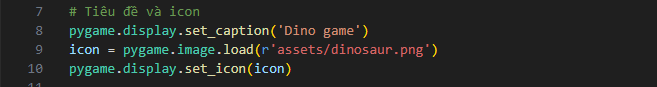 7 # Tiêu đề và icon
8 pygame.display.set_caption('Dino game')
9 icon = pygame.image.load(r'assets/dinosaur.png')
10 pygame.display.set_icon(icon)